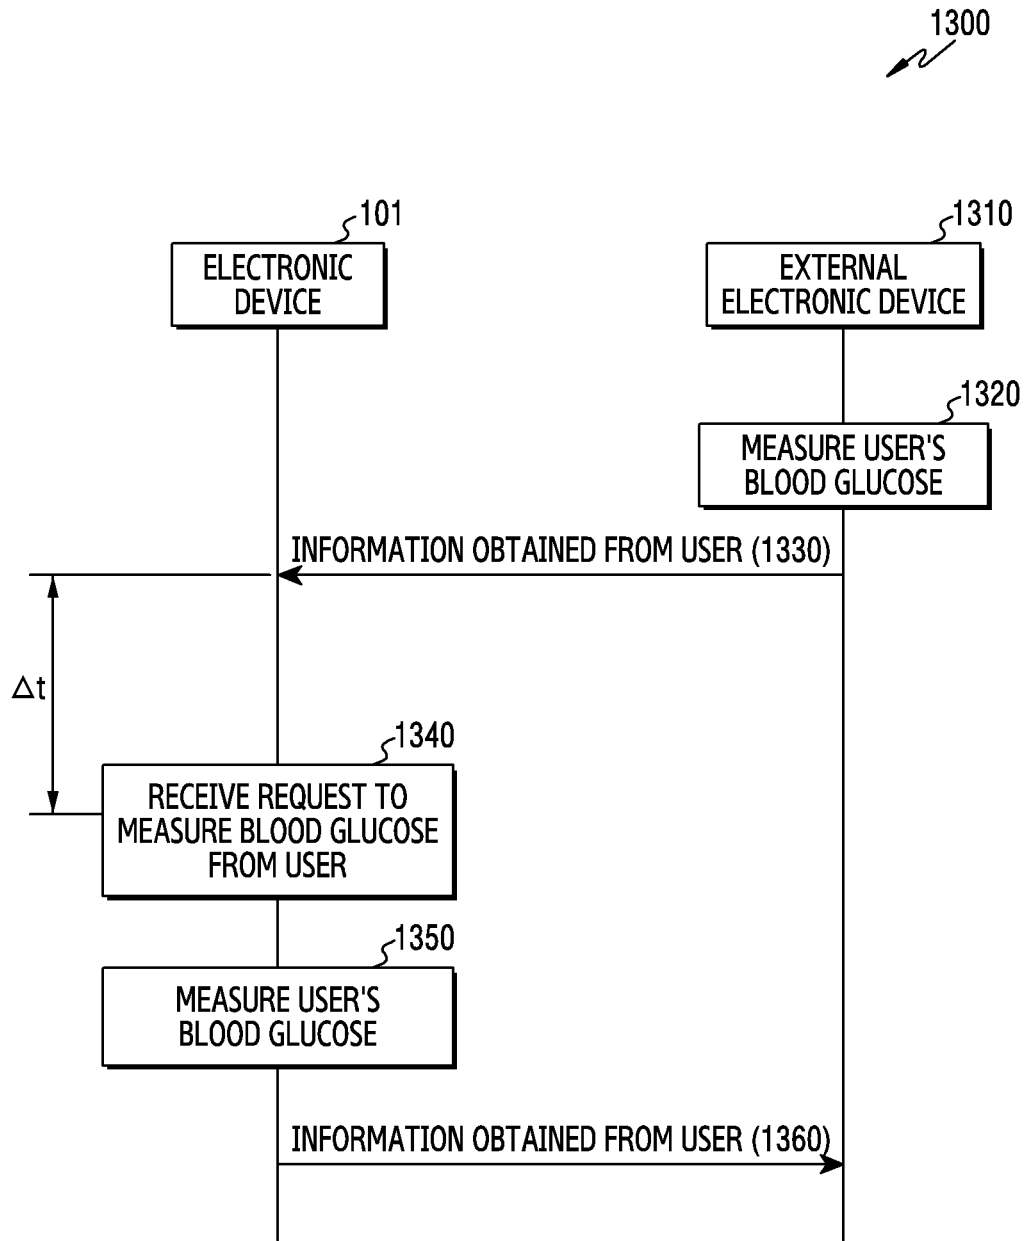 1300
101
ELECTRONIC
DEVICE
1310
EXTERNAL
ELECTRONIC DEVICE
1320
MEASURE USER'S
BLOOD GLUCOSE
INFORMATION OBTAINED FROM USER (1330)
Δt
1340
RECEIVE REQUEST TO
MEASURE BLOOD GLUCOSE
FROM USER
1350
MEASURE USER'S
BLOOD GLUCOSE
INFORMATION OBTAINED FROM USER (1360)